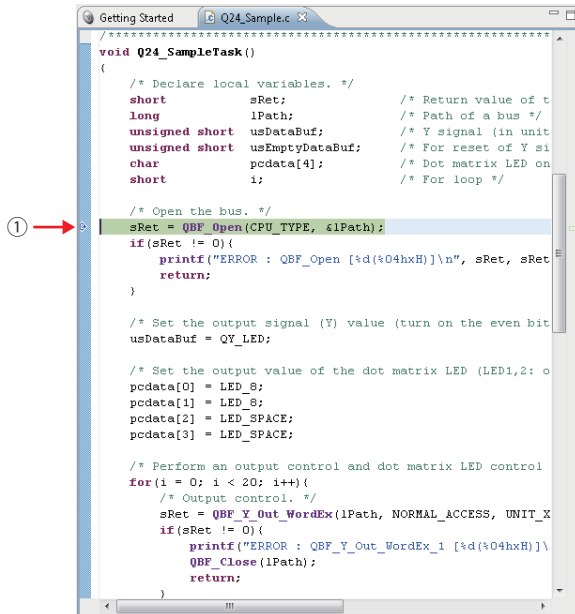 Getting Started Q24_Sample.c
/************************************************************
void Q24_SampleTask()
{
/* Declare local variables. */
short sRet; /* Return value of t
long lPath; /* Path of a bus */
unsigned short usDataBuf; /* Y signal (in unit
unsigned short usEmptyDataBuf; /* For reset of Y si
char pcdata[4]; /* Dot matrix LED on
short i; /* For loop */
/* Open the bus. */
① sRet = QBF_Open(CPU_TYPE, &lPath);
if(sRet != 0){
printf("ERROR : QBF_Open [%d(%04hxH)]\n", sRet, sRet
return;
}
/* Set the output signal (Y) value (turn on the even bit
usDataBuf = QY_LED;
/* Set the output value of the dot matrix LED (LED1,2: o
pcdata[0] = LED_8;
pcdata[1] = LED_8;
pcdata[2] = LED_SPACE;
pcdata[3] = LED_SPACE;
/* Perform an output control and dot matrix LED control
for(i = 0; i < 20; i++){
/* Output control. */
sRet = QBF_Y_Out_WordEx(lPath, NORMAL_ACCESS, UNIT_X
if(sRet != 0){
printf("ERROR : QBF_Y_Out_WordEx_1 [%d(%04hxH)]\
QBF_Close(lPath);
return;
}